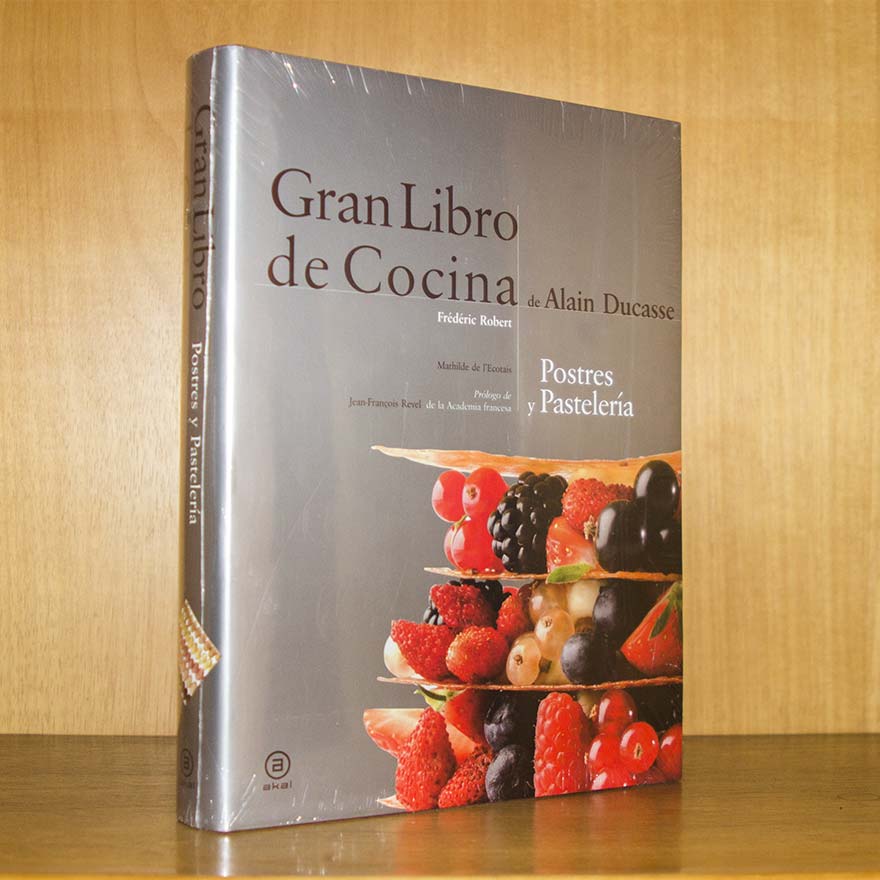 Gran Libro
de Cocina de Alain Ducasse
Frédéric Robert
Mathilde de l'Ecotais
Prólogo de
Jean-François Revel de la Academia francesa
Postres
y Pastelería
a
akal
Gran Libro
Postres y Pastelería
a
akal